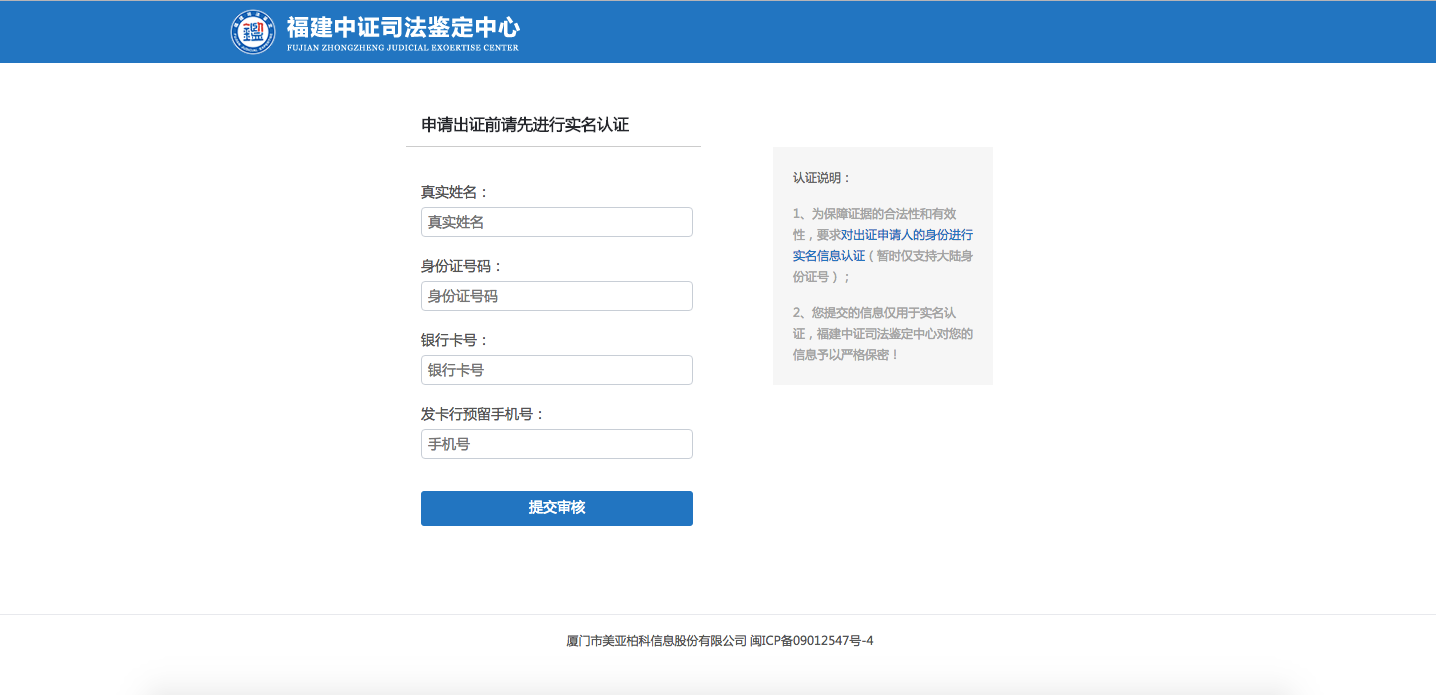 福建中证司法鉴定中心
FUJIAN ZHONGZHENG JUDICIAL EXOERTISE CENTER
申请出证前请先进行实名认证
真实姓名：
真实姓名
身份证号码：
身份证号码
银行卡号：
银行卡号
发卡行预留手机号：
手机号
提交审核
认证说明：
1、为保障证据的合法性和有效
性，要求对出证申请人的身份进行
实名信息认证（暂时仅支持大陆身
份证号）；
2、您提交的信息仅用于实名认
证，福建中证司法鉴定中心对您的
信息予以严格保密！
厦门市美亚柏科信息股份有限公司 闽ICP备09012547号-4